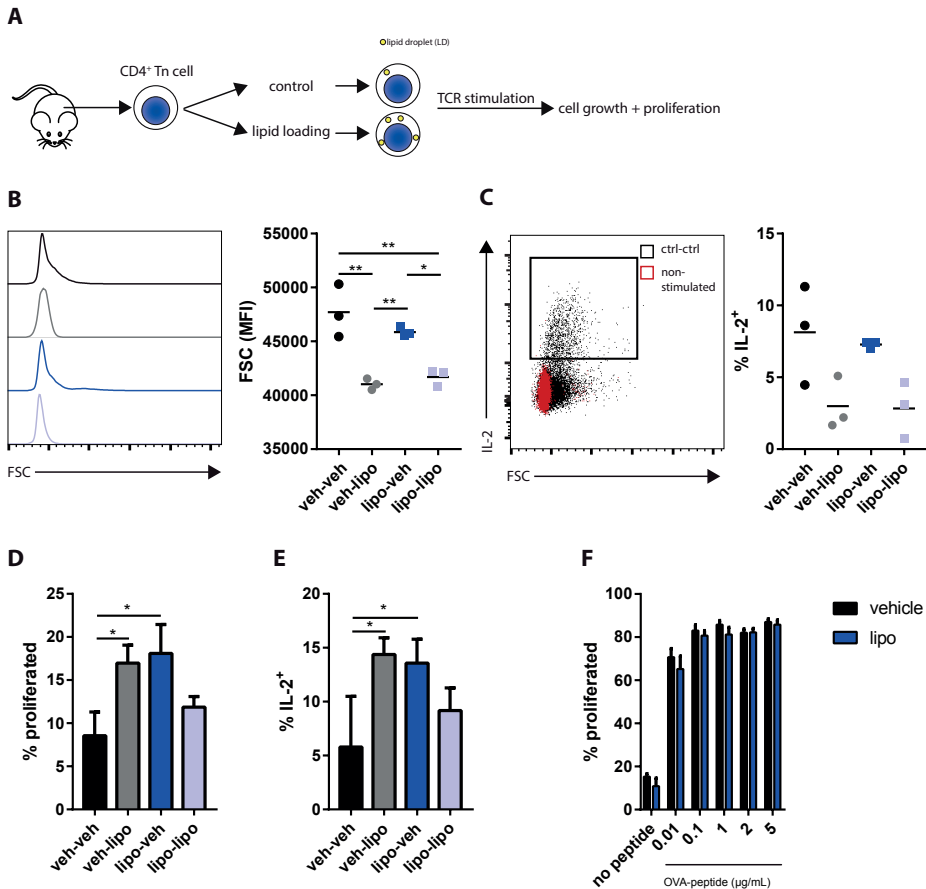 A
lipid droplet (LD)
CD4⁺ Tn cell
control
lipid loading
TCR stimulation
cell growth + proliferation
B
FSC
FSC (MFI)
55000
50000
45000
40000
35000
**
**
*
**
veh-veh
veh-lipo
lipo-veh
lipo-lipo
C
IL-2
FSC
ctrl-ctrl
non-
stimulated
% IL-2⁺
15
10
5
0
veh-veh
veh-lipo
lipo-veh
lipo-lipo
D
% proliferated
25
20
15
10
5
0
*
*
veh-veh
veh-lipo
lipo-veh
lipo-lipo
E
% IL-2⁺
20
15
10
5
0
*
*
veh-veh
veh-lipo
lipo-veh
lipo-lipo
F
% proliferated
100
80
60
40
20
0
no peptide
0.01
0.1
1
2
5
OVA-peptide (µg/mL)
vehicle
lipo